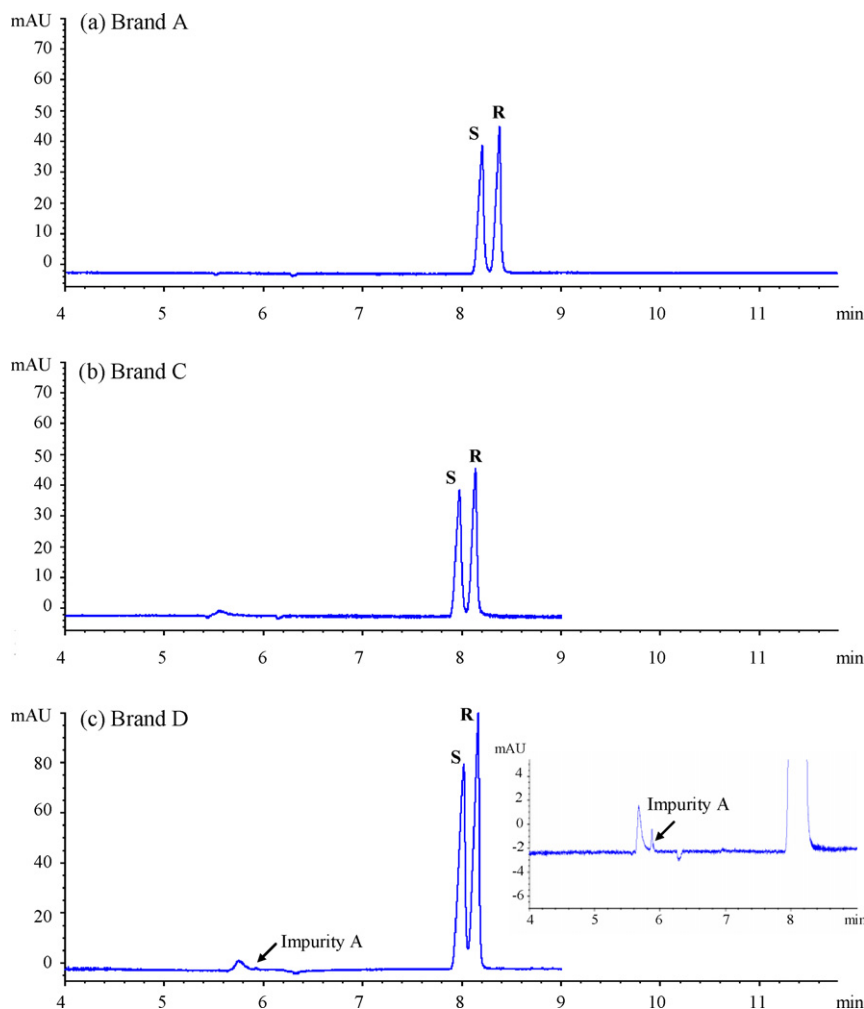 mAU
(a) Brand A
70
60
50
40
30
20
10
0
S
R
4 5 6 7 8 9 10 11 min
mAU
(b) Brand C
70
60
50
40
30
20
10
0
S
R
4 5 6 7 8 9 10 11 min
mAU
(c) Brand D
80
60
40
20
0
R
S
Impurity A
4 5 6 7 8 9 10 11 min
mAU
4
2
0
-2
-4
-6
Impurity A
4 5 6 7 8 min